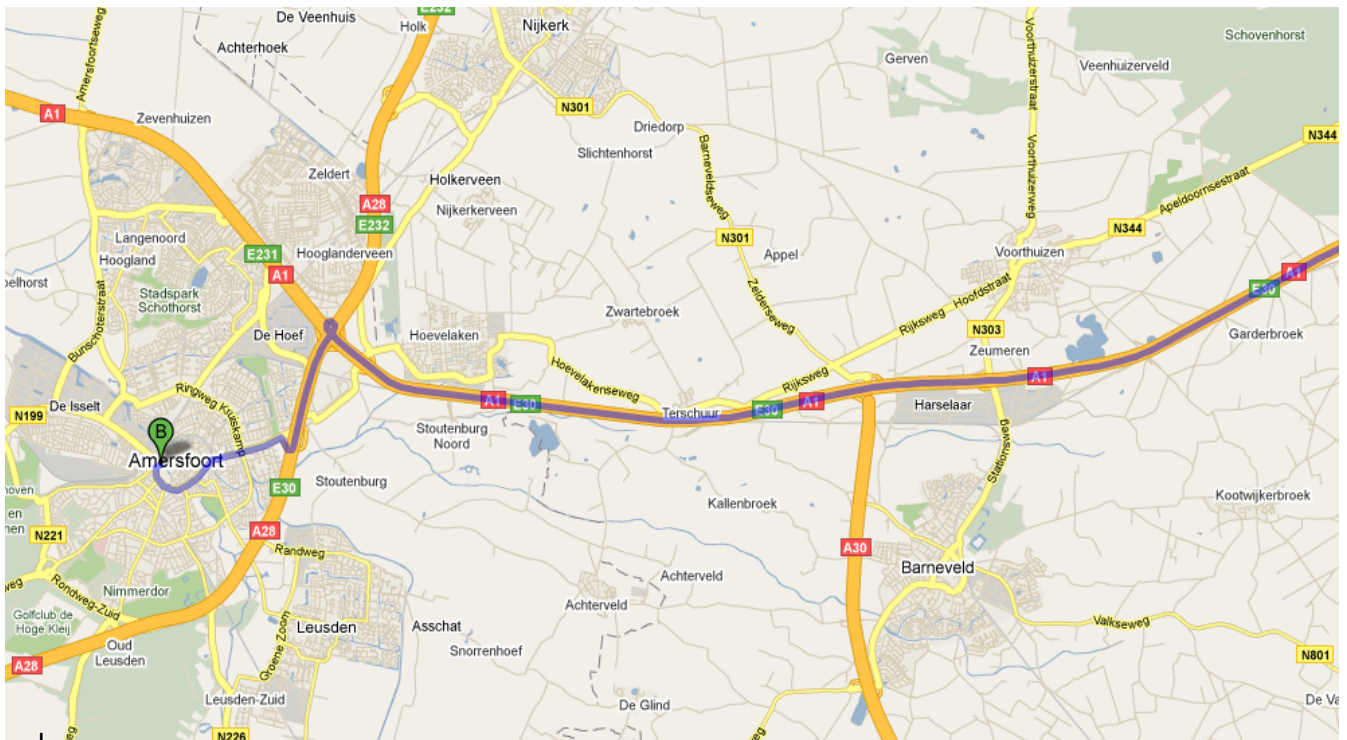 De Veenhuis
E232
Holk
Nijkerk
Achterhoek
Schovenhorst
Gerven
Voorthuizerstraat
Veenhuizerveld
Amersfoortseweg
A1
Zevenhuizen
N301
Driedorp
N344
Slichtenhorst
Barneveldseweg
Voorthuizerweg
Zeldert
Holkerveen
A28
Nijkerkerveen
Apeldoornsestraat
E232
N344
Langenoord
Hoogland
E231
Hooglanderveen
N301
Appel
Voorthuizen
A1
A1
E30
Stadspark
Schothorst
Bunschoterstraat
Zwartebroek
Zelderseweg
Rijksweg
Hoofdstraat
De Hoef
Hoevelaken
N303
Garderbroek
Zeumeren
Hoevelakenseweg
Rijksweg
A1
Ringweg Kruiskamp
A1
E30
A1
E30
Harselaar
De Isselt
N199
Terschuur
Stoutenburg
Noord
B
Amersfoort
Stationsweg
E30
Stoutenburg
Kallenbroek
Kootwijkerbroek
en
N221
A28
Randweg
A30
Barneveld
Achterveld
Nimmerdor
Rondweg-Zuid
Achterveld
Golfclub de
Hoge Kleij
Leusden
Asschat
Valkseweg
Oud
Leusden
Groene Zoom
Snorrenhoef
N801
A28
Leusden-Zuid
De Glind
De Va
N226